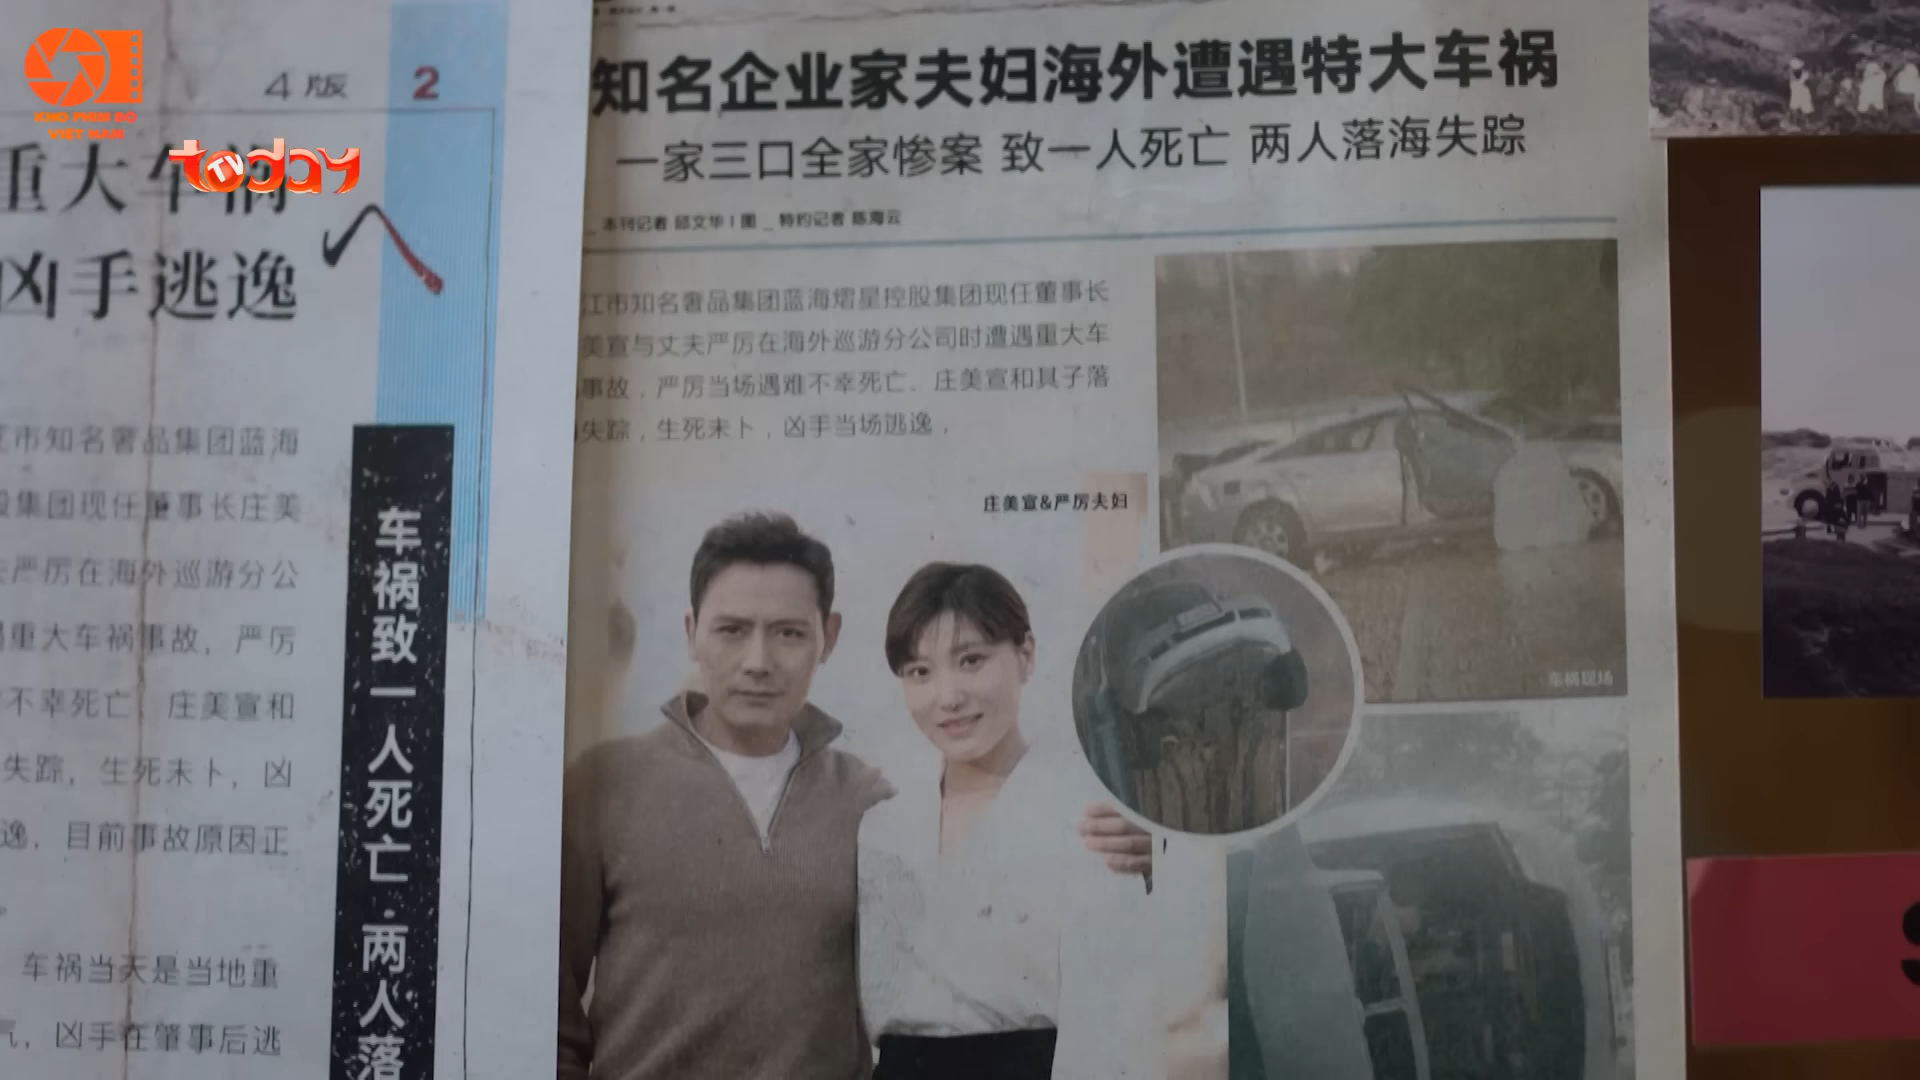 KHO PHIM BO
VIET NAM
today
TV
4版 2
重大车祸
凶手逃逸
市知名奢品集团蓝海
集团现任董事长庄美
严厉在海外巡游分公
重大车祸事故，严厉
不幸死亡 庄美宣和
失踪，生死未卜，凶
逸，目前事故原因正
车祸当天是当地重
凶手在肇事后逃
车祸致一人死亡 两人落
知名企业家夫妇海外遭遇特大车祸
一家三口全家惨案 致一人死亡 两人落海失踪
本刊记者 邱文华 | 图 _ 特约记者 陈海云
江市知名奢品集团蓝海熠星控股集团现任董事长
美宣与丈夫严厉在海外巡游分公司时遭遇重大车
事故，严厉当场遇难不幸死亡、庄美宣和其子落
失踪，生死未卜，凶手当场逃逸，
庄美宣&严厉夫妇
车祸现场